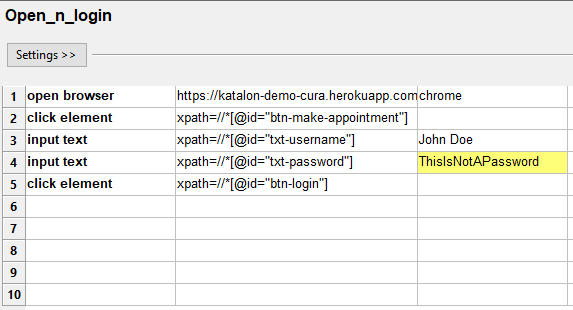 Open_n_login
Settings >>
1 open browser https://katalon-demo-cura.herokuapp.com chrome
2 click element xpath=//*[@id="btn-make-appointment"]
3 input text xpath=//*[@id="txt-username"] John Doe
4 input text xpath=//*[@id="txt-password"] ThisIsNotAPassword
5 click element xpath=//*[@id="btn-login"]
6
7
8
9
10